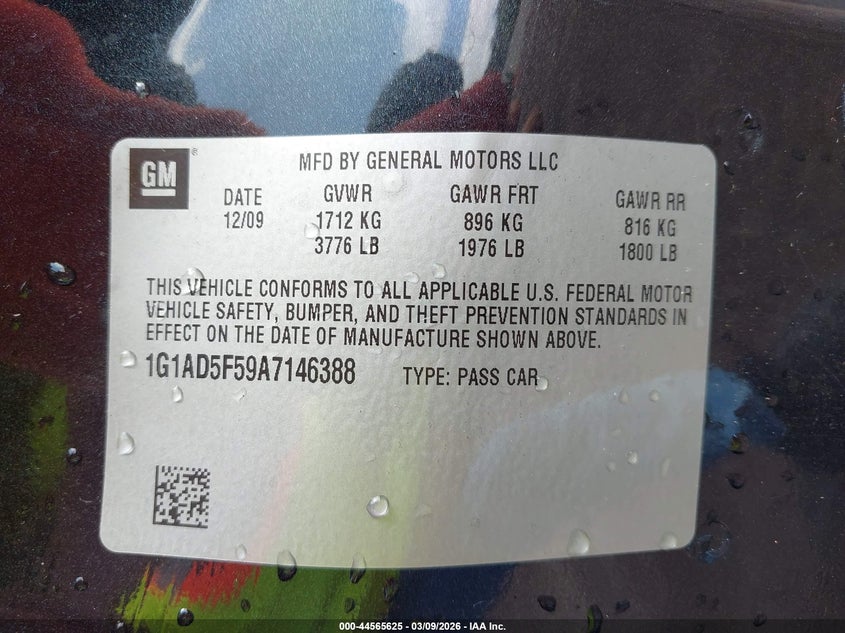 GM®
MFD BY GENERAL MOTORS LLC
DATE GVWR GAWR FRT GAWR RR
12/09 1712 KG 896 KG 816 KG
3776 LB 1976 LB 1800 LB
THIS VEHICLE CONFORMS TO ALL APPLICABLE U.S. FEDERAL MOTOR
VEHICLE SAFETY, BUMPER, AND THEFT PREVENTION STANDARDS IN
EFFECT ON THE DATE OF MANUFACTURE SHOWN ABOVE.
1G1AD5F59A7146388 TYPE: PASS CAR
000-44565625 - 03/09/2026 - IAA Inc.